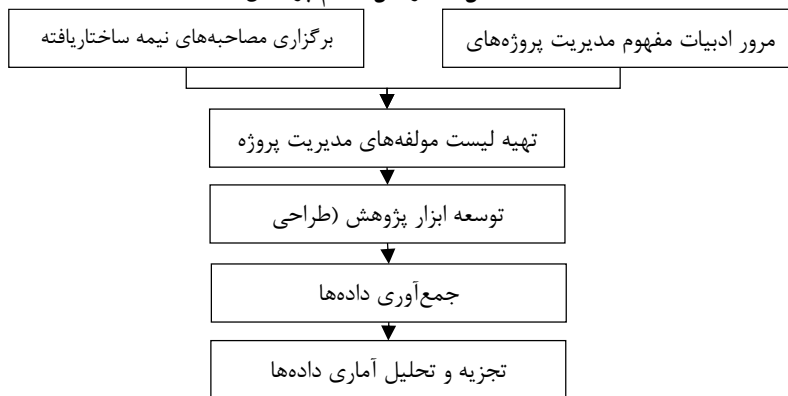 مرور ادبیات مفهوم مدیریت پروژه‌های
برگزاری مصاحبه‌های نیمه ساختاریافته
تهیه لیست مولفه‌های مدیریت پروژه
توسعه ابزار پژوهش (طراحی
جمع‌آوری داده‌ها
تجزیه و تحلیل آماری داده‌ها